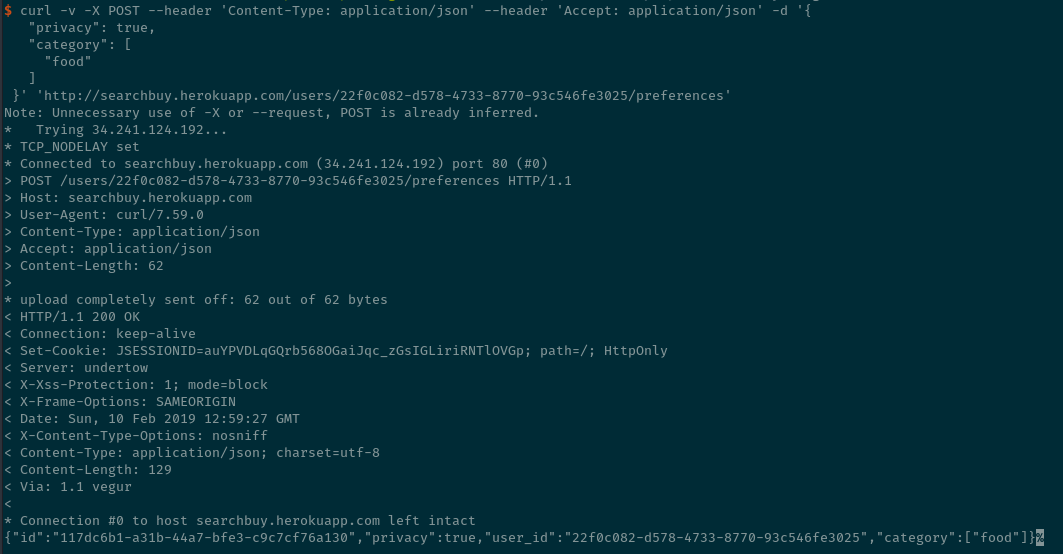 $ curl -v -X POST --header 'Content-Type: application/json' --header 'Accept: application/json' -d '{
   "privacy": true,
   "category": [
     "food"
   ]
 }' 'http://searchbuy.herokuapp.com/users/22f0c082-d578-4733-8770-93c546fe3025/preferences'
Note: Unnecessary use of -X or --request, POST is already inferred.
*   Trying 34.241.124.192...
* TCP_NODELAY set
* Connected to searchbuy.herokuapp.com (34.241.124.192) port 80 (#0)
> POST /users/22f0c082-d578-4733-8770-93c546fe3025/preferences HTTP/1.1
> Host: searchbuy.herokuapp.com
> User-Agent: curl/7.59.0
> Content-Type: application/json
> Accept: application/json
> Content-Length: 62
>
* upload completely sent off: 62 out of 62 bytes
< HTTP/1.1 200 OK
< Connection: keep-alive
< Set-Cookie: JSESSIONID=auYPVDLqGQrb568OGaiJqc_zGsIGLiriRNTlOVGp; path=/; HttpOnly
< Server: undertow
< X-Xss-Protection: 1; mode=block
< X-Frame-Options: SAMEORIGIN
< Date: Sun, 10 Feb 2019 12:59:27 GMT
< X-Content-Type-Options: nosniff
< Content-Type: application/json; charset=utf-8
< Content-Length: 129
< Via: 1.1 vegur
<
* Connection #0 to host searchbuy.herokuapp.com left intact
{"id":"117dc6b1-a31b-44a7-bfe3-c9c7cf76a130","privacy":true,"user_id":"22f0c082-d578-4733-8770-93c546fe3025","category":["food"]}%